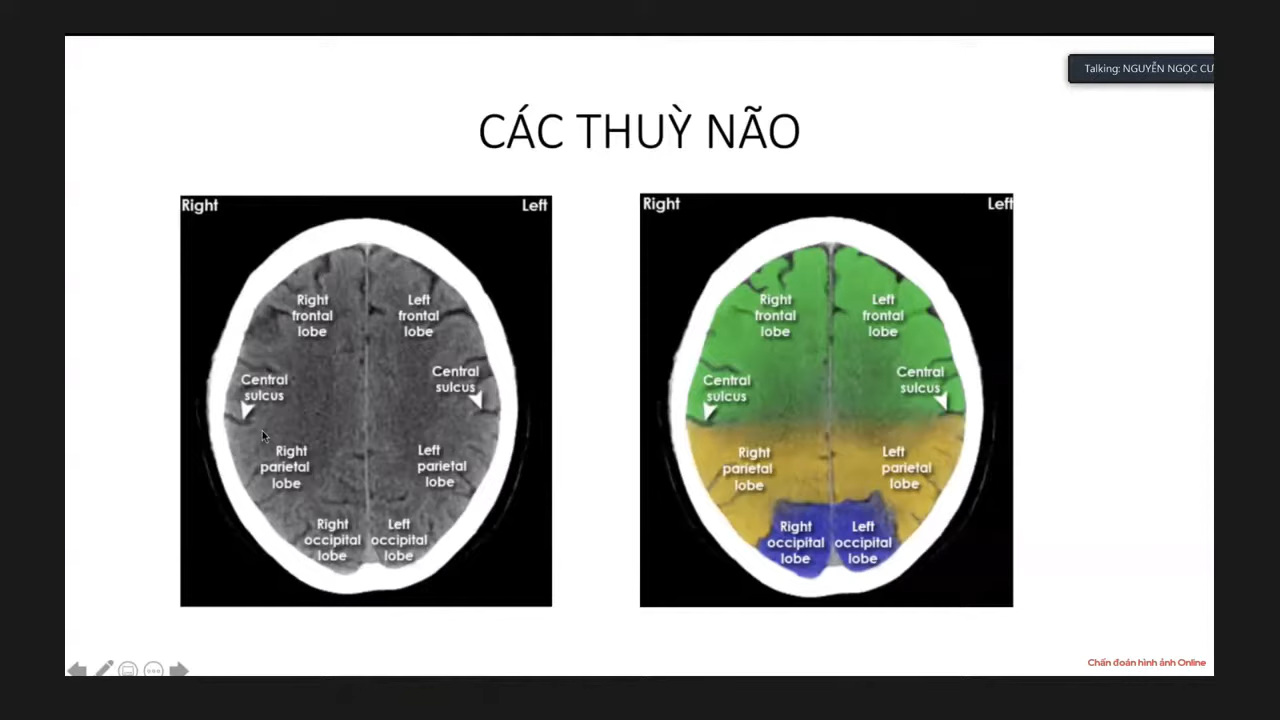 Talking: NGUYỄN NGỌC CƯ
CÁC THUỲ NÃO
Right
Left
Right
frontal
lobe
Left
frontal
lobe
Central
sulcus
Central
sulcus
Right
parietal
lobe
Left
parietal
lobe
Right
occipital
lobe
Left
occipital
lobe
Right
Left
Right
frontal
lobe
Left
frontal
lobe
Central
sulcus
Central
sulcus
Right
parietal
lobe
Left
parietal
lobe
Right
occipital
lobe
Left
occipital
lobe
Chẩn đoán hình ảnh Online